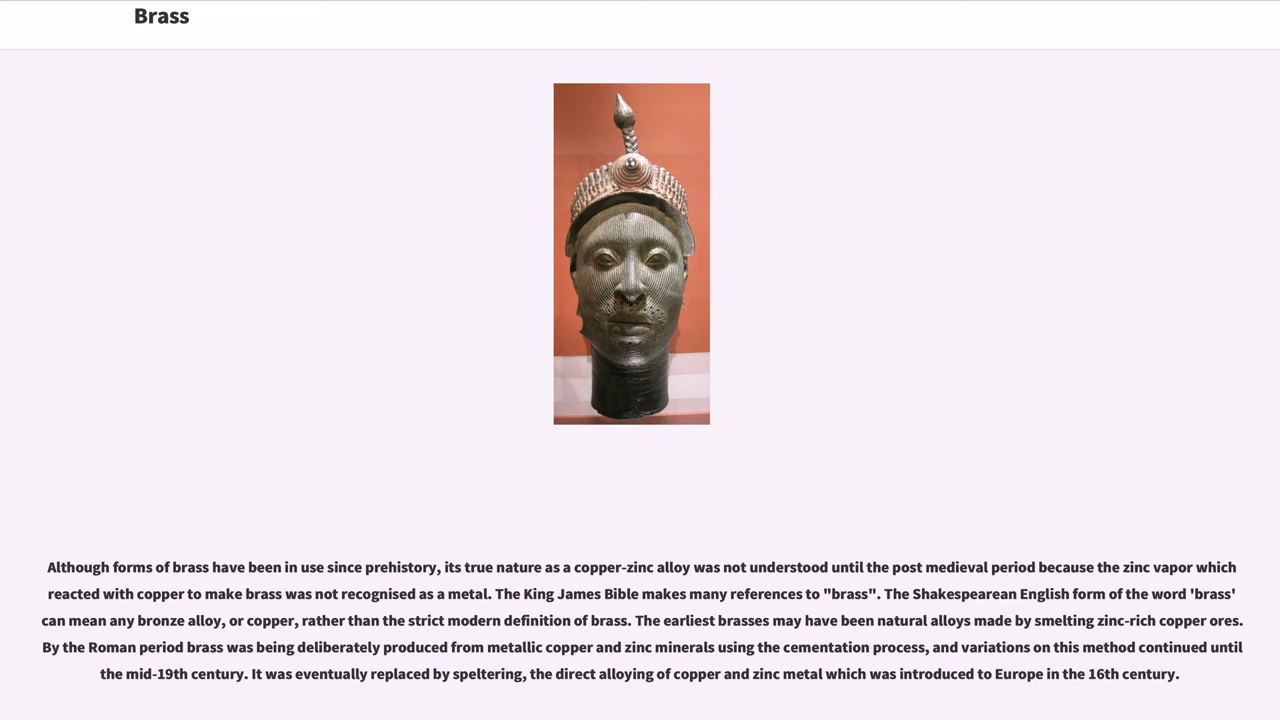 Brass
Although forms of brass have been in use since prehistory, its true nature as a copper-zinc alloy was not understood until the post medieval period because the zinc vapor which
reacted with copper to make brass was not recognised as a metal. The King James Bible makes many references to "brass". The Shakespearean English form of the word 'brass'
can mean any bronze alloy, or copper, rather than the strict modern definition of brass. The earliest brasses may have been natural alloys made by smelting zinc-rich copper ores.
By the Roman period brass was being deliberately produced from metallic copper and zinc minerals using the cementation process, and variations on this method continued until
the mid-19th century. It was eventually replaced by speltering, the direct alloying of copper and zinc metal which was introduced to Europe in the 16th century.